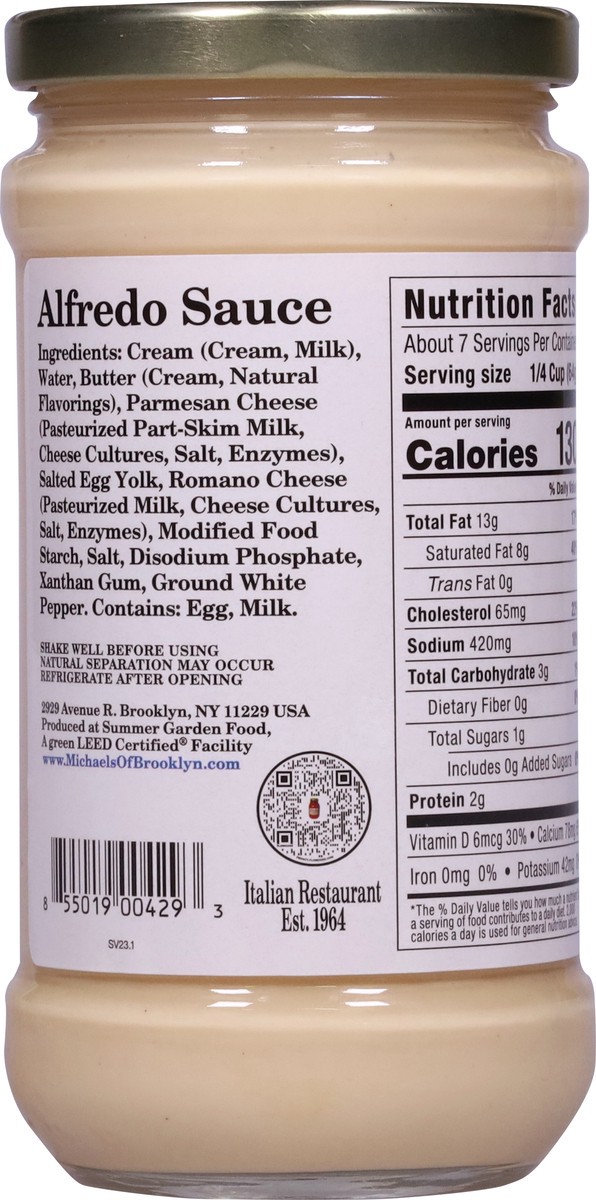 Alfredo Sauce
Ingredients: Cream (Cream, Milk),
Water, Butter (Cream, Natural
Flavorings), Parmesan Cheese
(Pasteurized Part-Skim Milk,
Cheese Cultures, Salt, Enzymes),
Salted Egg Yolk, Romano Cheese
(Pasteurized Milk, Cheese Cultures,
Salt, Enzymes), Modified Food
Starch, Salt, Disodium Phosphate,
Xanthan Gum, Ground White
Pepper. Contains: Egg, Milk.
SHAKE WELL BEFORE USING
NATURAL SEPARATION MAY OCCUR
REFRIGERATE AFTER OPENING
2929 Avenue R. Brooklyn, NY 11229 USA
Produced at Summer Garden Food,
A green LEED Certified® Facility
www.MichaelsOfBrooklyn.com
8 55019 00429 3
SV23.1
Italian Restaurant
Est. 1964
Nutrition Facts
About 7 Servings Per
Serving size 1/4 Cup
Amount per serving
Calories 130
% Daily
Total Fat 13g
Saturated Fat 8g
Trans Fat 0g
Cholesterol 65mg
Sodium 420mg
Total Carbohydrate 3g
Dietary Fiber 0g
Total Sugars 1g
Includes 0g Added Sugars
Protein 2g
Vitamin D 6mcg 30% • Calcium 78mg
Iron 0mg 0% • Potassium 42mg
*The % Daily Value tells you how much a
a serving of food contributes to a daily diet.
calories a day is used for general nutrition